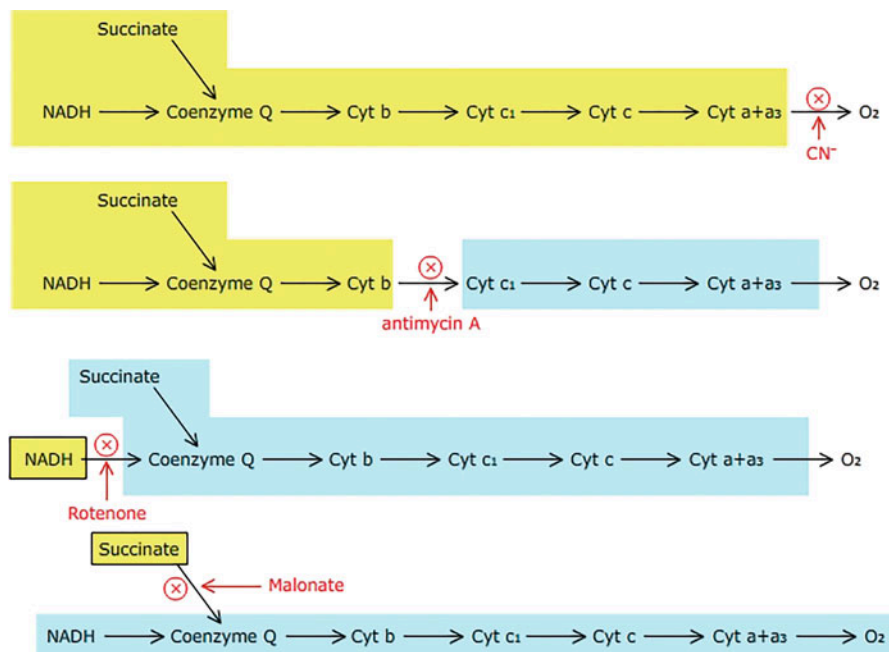 Succinate
NADH Coenzyme Q Cyt b Cyt c₁ Cyt c Cyt a+a₃ O₂
CN⁻
Succinate
NADH Coenzyme Q Cyt b Cyt c₁ Cyt c Cyt a+a₃ O₂
antimycin A
Succinate
NADH Coenzyme Q Cyt b Cyt c₁ Cyt c Cyt a+a₃ O₂
Rotenone
Succinate
Malonate
NADH Coenzyme Q Cyt b Cyt c₁ Cyt c Cyt a+a₃ O₂